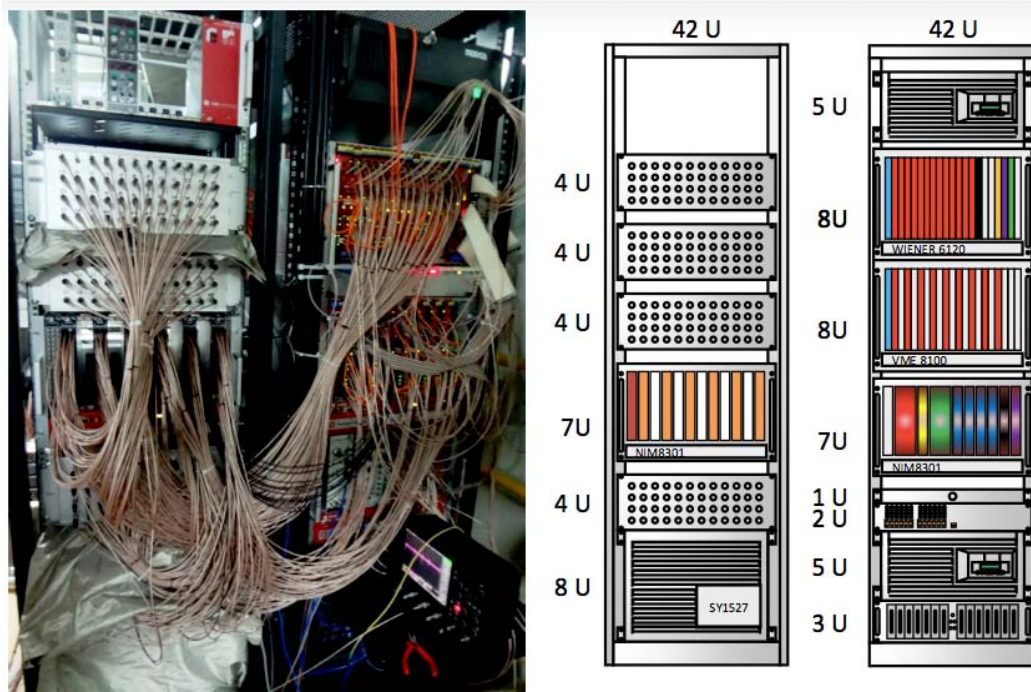 42 U
4 U
4 U
4 U
7U
NIM8301
4 U
8 U
SY1527
42 U
5 U
8U
WIENER 6120
8U
VME 8100
7U
NIM8301
1 U
2 U
5 U
3 U